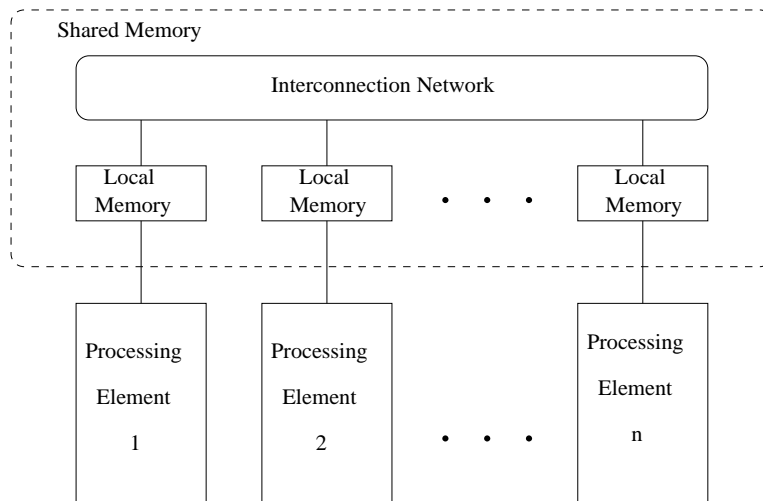 Shared Memory
Interconnection Network
Local
Memory
Local
Memory
Local
Memory
Processing
Element
1
Processing
Element
2
Processing
Element
n